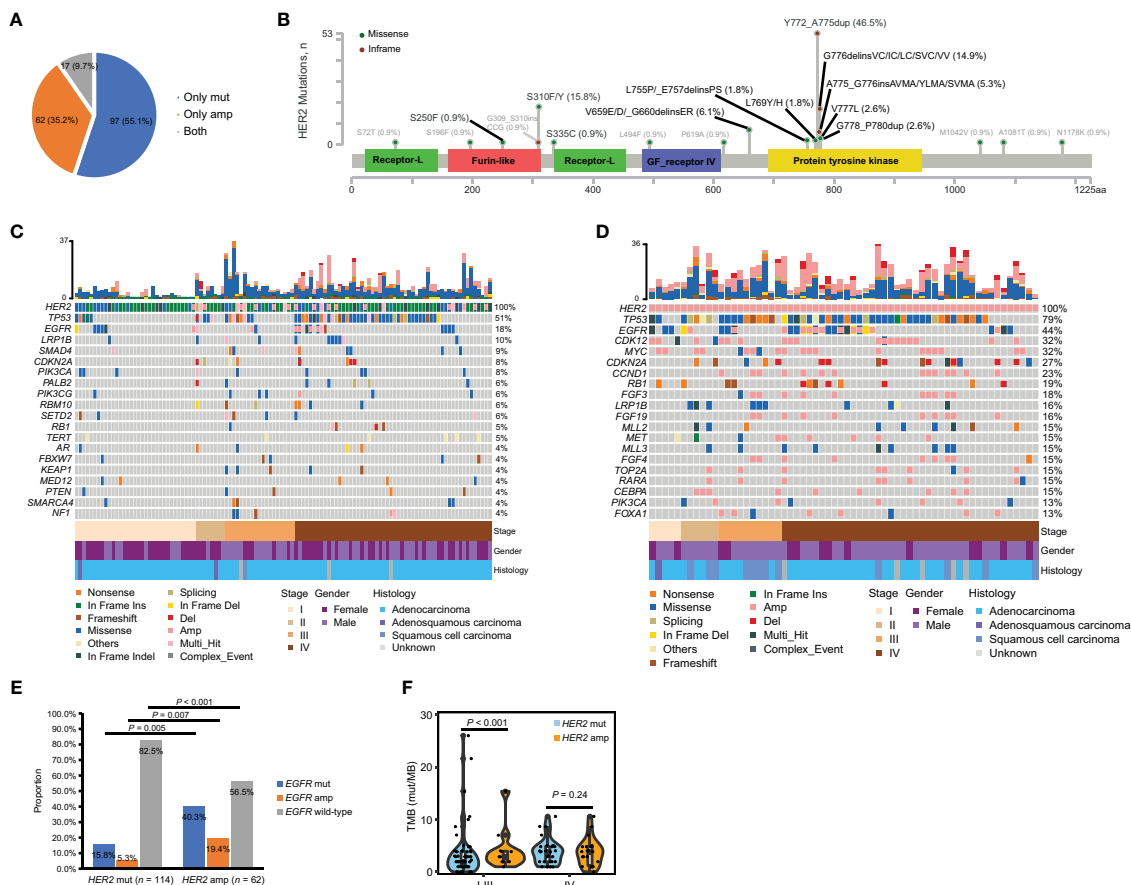 A
17 (9.7%)
62 (35.2%)
97 (55.1%)
Only mut
Only amp
Both
B
HER2 Mutations, n
53
0
Missense
Inframe
Y772_A775dup (46.5%)
G776delinsVC/IC/LC/SVC/VV (14.9%)
L755P/_E757delinsPS (1.8%)
A775_G776insAVMA/YLMA/SVMA (5.3%)
S310F/Y (15.8%)
V659E/D/_G660delinsER (6.1%)
L769Y/H (1.8%)
V777L (2.6%)
S250F (0.9%)
G309_S310ins
CCG (0.9%)
G778_P780dup (2.6%)
S72T (0.9%)
S196F (0.9%)
S335C (0.9%)
L494F (0.9%)
P619A (0.9%)
M1042V (0.9%)
A1081T (0.9%)
N1178K (0.9%)
Receptor-L
Furin-like
Receptor-L
GF_receptor IV
Protein tyrosine kinase
0
200
400
600
800
1000
1225aa
C
37
0
HER2 100%
TP53 51%
EGFR 18%
LRP1B 10%
SMAD4 9%
CDKN2A 8%
PIK3CA 8%
PALB2 6%
PIK3CG 6%
RBM10 6%
SETD2 6%
RB1 5%
TERT 5%
AR 4%
FBXW7 4%
KEAP1 4%
MED12 4%
PTEN 4%
SMARCA4 4%
NF1 4%
Stage
Gender
Histology
Nonsense
In Frame Ins
Frameshift
Missense
Others
In Frame Indel
Splicing
In Frame Del
Del
Amp
Multi_Hit
Complex_Event
Stage
I
II
III
IV
Gender
Female
Male
Histology
Adenocarcinoma
Adenosquamous carcinoma
Squamous cell carcinoma
Unknown
D
36
0
HER2 100%
TP53 79%
EGFR 44%
CDK12 32%
MYC 32%
CDKN2A 27%
CCND1 23%
RB1 19%
FGF3 18%
LRP1B 16%
FGF19 16%
MLL2 15%
MET 15%
MLL3 15%
FGF4 15%
TOP2A 15%
RARA 15%
CEBPA 15%
PIK3CA 13%
FOXA1 13%
Stage
Gender
Histology
Nonsense
Missense
Splicing
In Frame Del
Others
Frameshift
In Frame Ins
Amp
Del
Multi_Hit
Complex_Event
Stage
I
II
III
IV
Gender
Female
Male
Histology
Adenocarcinoma
Adenosquamous carcinoma
Squamous cell carcinoma
Unknown
E
Proportion
100.0%
90.0%
80.0%
70.0%
60.0%
50.0%
40.0%
30.0%
20.0%
10.0%
0.0%
P < 0.001
P = 0.007
P = 0.005
15.8%
5.3%
82.5%
40.3%
19.4%
56.5%
HER2 mut (n = 114)
HER2 amp (n = 62)
EGFR mut
EGFR amp
EGFR wild-type
F
TMB (mut/MB)
30
20
10
0
P < 0.001
P = 0.24
HER2 mut
HER2 amp
I-III
IV